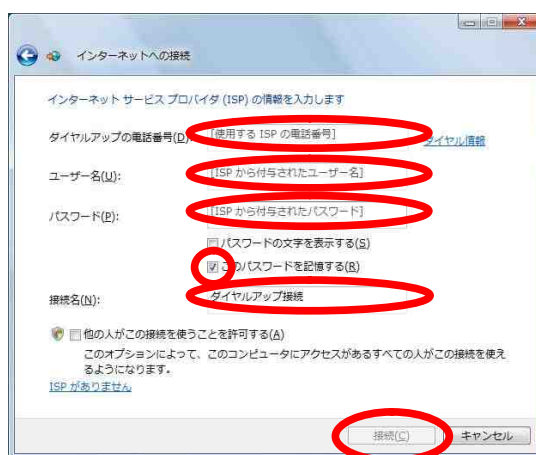 インターネットへの接続
インターネット サービス プロバイダ (ISP) の情報を入力します
ダイヤルアップの電話番号(D) [使用する ISP の電話番号] ダイヤル情報
ユーザー名(U): [ISP から付与されたユーザー名]
パスワード(P): [ISP から付与されたパスワード]
パスワードの文字を表示する(S)
このパスワードを記憶する(R)
接続名(N): ダイヤルアップ接続
他の人がこの接続を使うことを許可する(A)
このオプションによって、このコンピュータにアクセスがあるすべての人がこの接続を使え
るようになります。
ISP がありません
接続(C) キャンセル